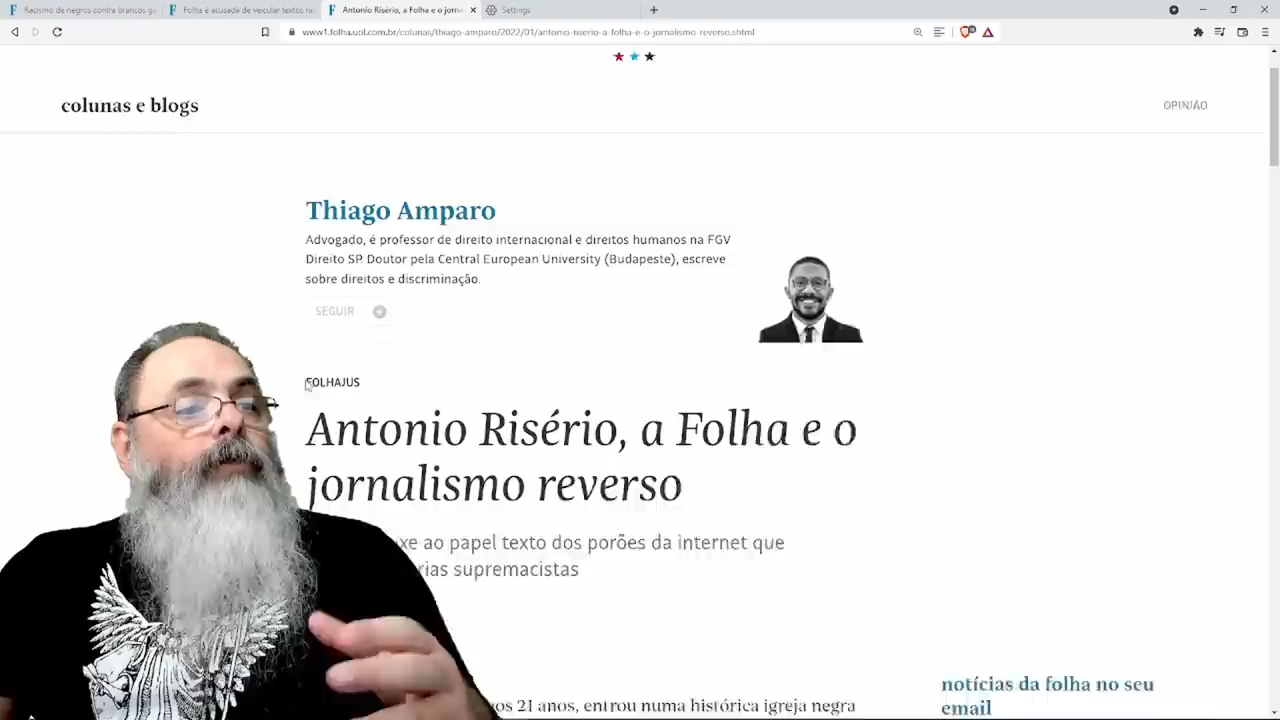 Racismo de negros contra brancos g
Folha é acusada de veicular textos ra
Antonio Risério, a Folha e o jorna
Settings
www1.folha.uol.com.br/colunas/thiago-amparo/2022/01/antonio-riserio-a-folha-e-o-jornalismo-reverso.shtml
colunas e blogs
OPINIÃO
Thiago Amparo
Advogado, é professor de direito internacional e direitos humanos na FGV
Direito SP. Doutor pela Central European University (Budapeste), escreve
sobre direitos e discriminação.
SEGUIR
FOLHAJUS
Antonio Risério, a Folha e o
jornalismo reverso
xe ao papel texto dos porões da internet que
rias supremacistas
os 21 anos, entrou numa histórica igreja negra
notícias da folha no seu
email